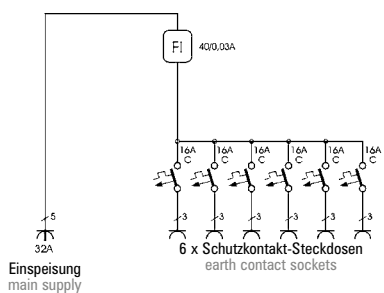 FI 40/0,03A
16A 16A 16A 16A 16A 16A
C C C C C C
5 3 3 3 3 3 3
32A
6 x Schutzkontakt-Steckdosen
earth contact sockets
Einspeisung
main supply